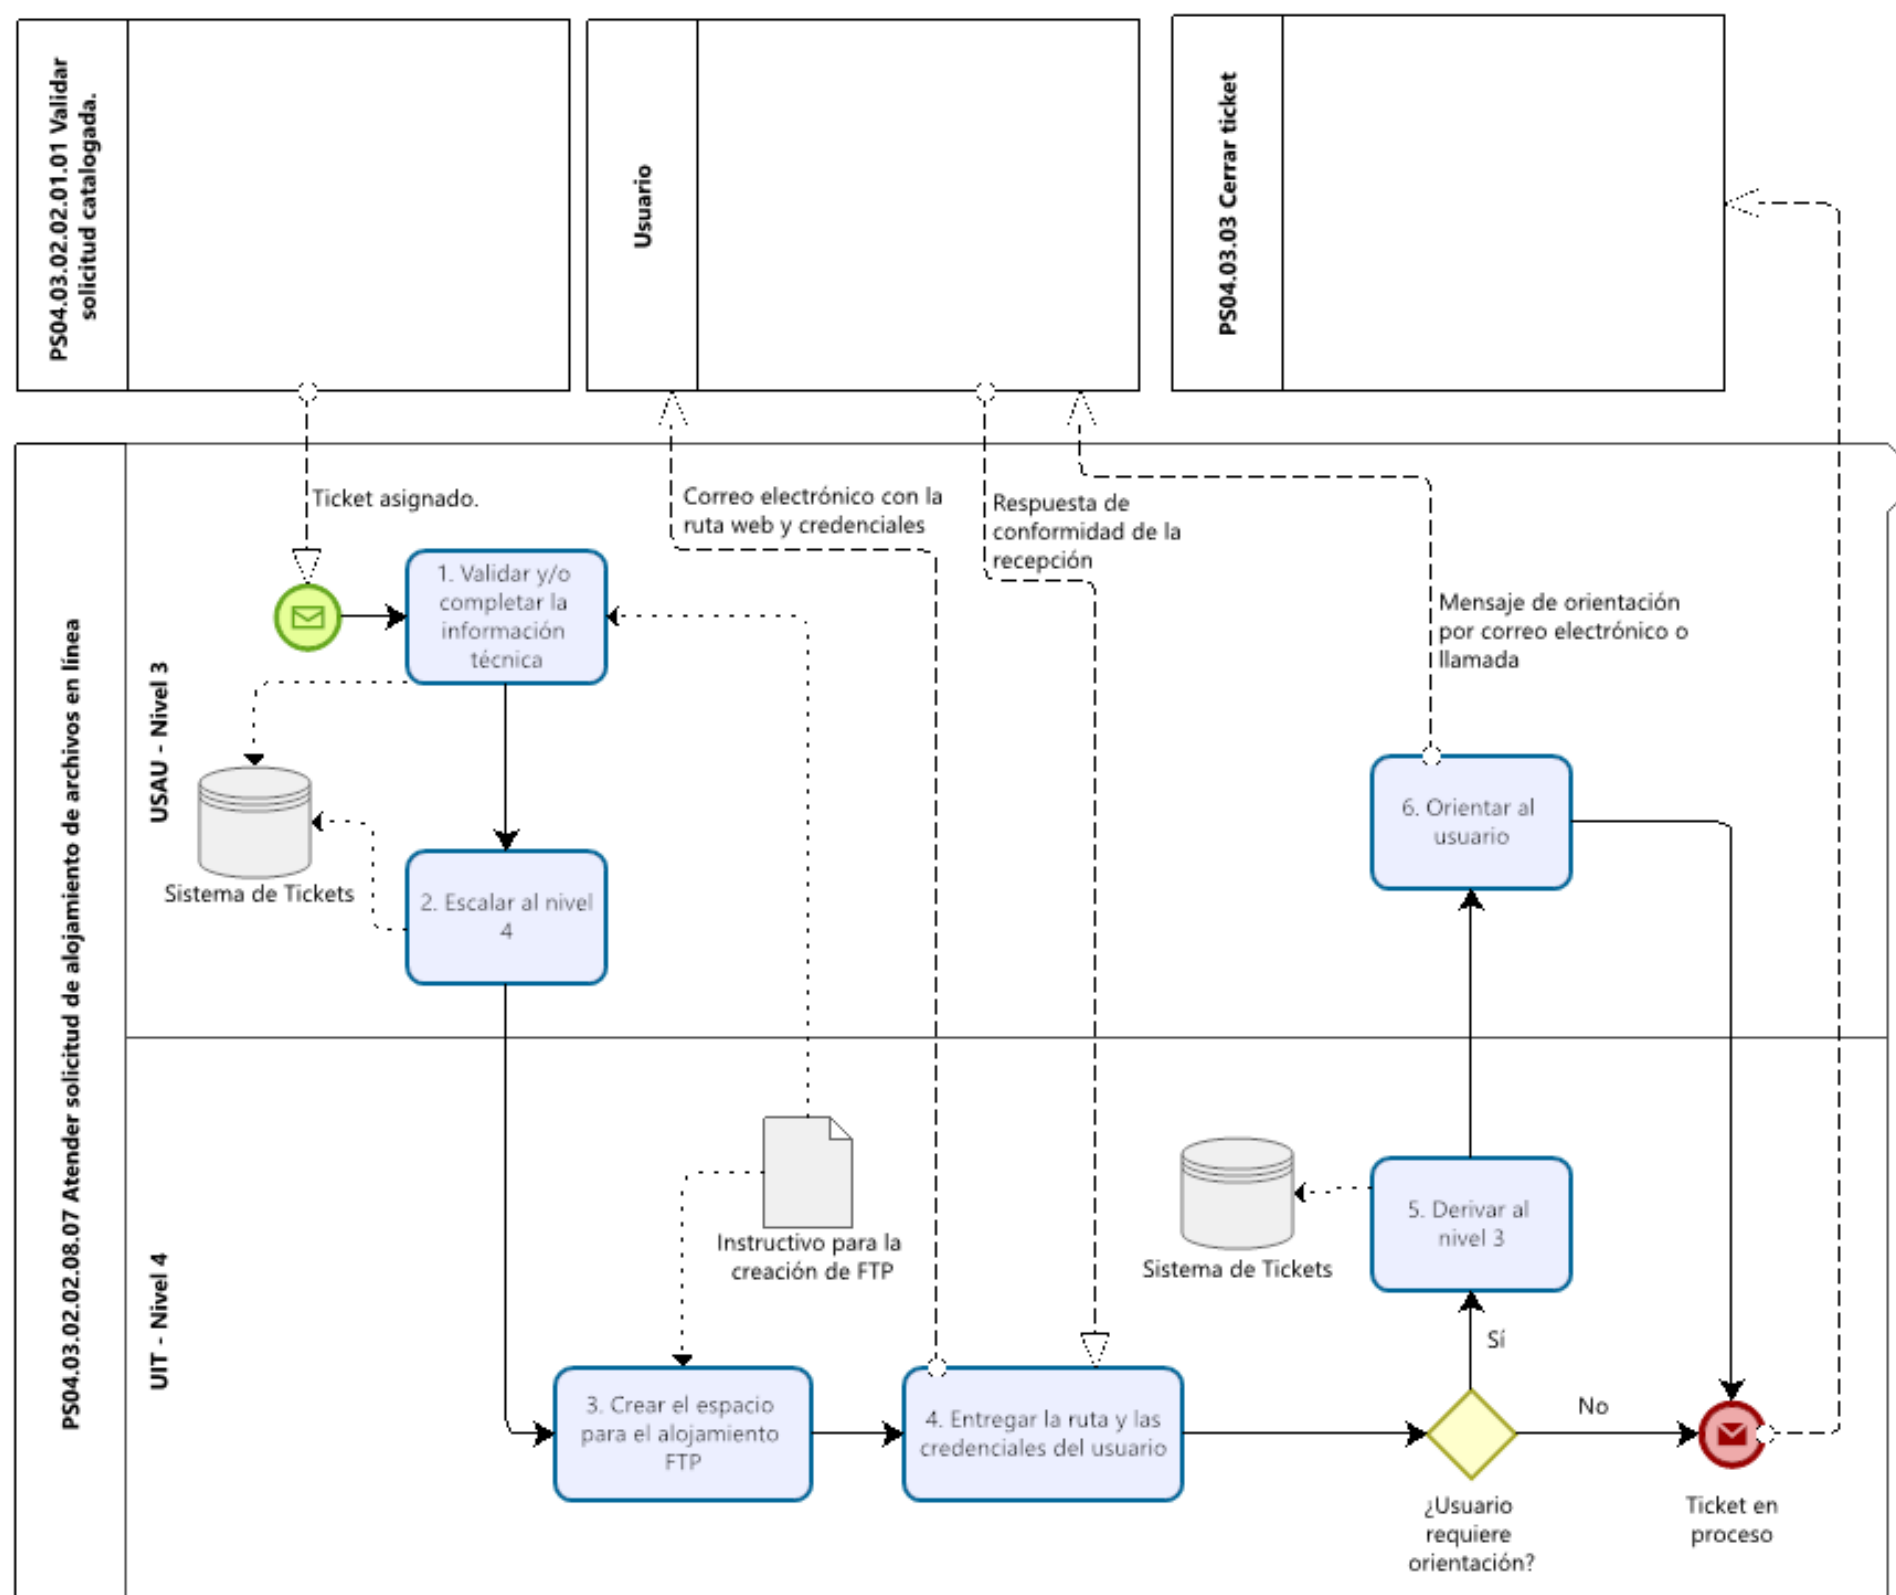 PS04.03.02.02.01.01 Validar
solicitud catalogada.
Usuario
PS04.03.03 Cerrar ticket
PS04.03.02.02.08.07 Atender solicitud de alojamiento de archivos en línea
USAU - Nivel 3
Ticket asignado.
Correo electrónico con la
ruta web y credenciales
Respuesta de
conformidad de la
recepción
1. Validar y/o
completar la
información
técnica
Mensaje de orientación
por correo electrónico o
llamada
Sistema de Tickets
2. Escalar al nivel
4
6. Orientar al
usuario
UIT - Nivel 4
Instructivo para la
creación de FTP
Sistema de Tickets
5. Derivar al
nivel 3
Sí
No
3. Crear el espacio
para el alojamiento
FTP
4. Entregar la ruta y las
credenciales del usuario
¿Usuario
requiere
orientación?
Ticket en
proceso